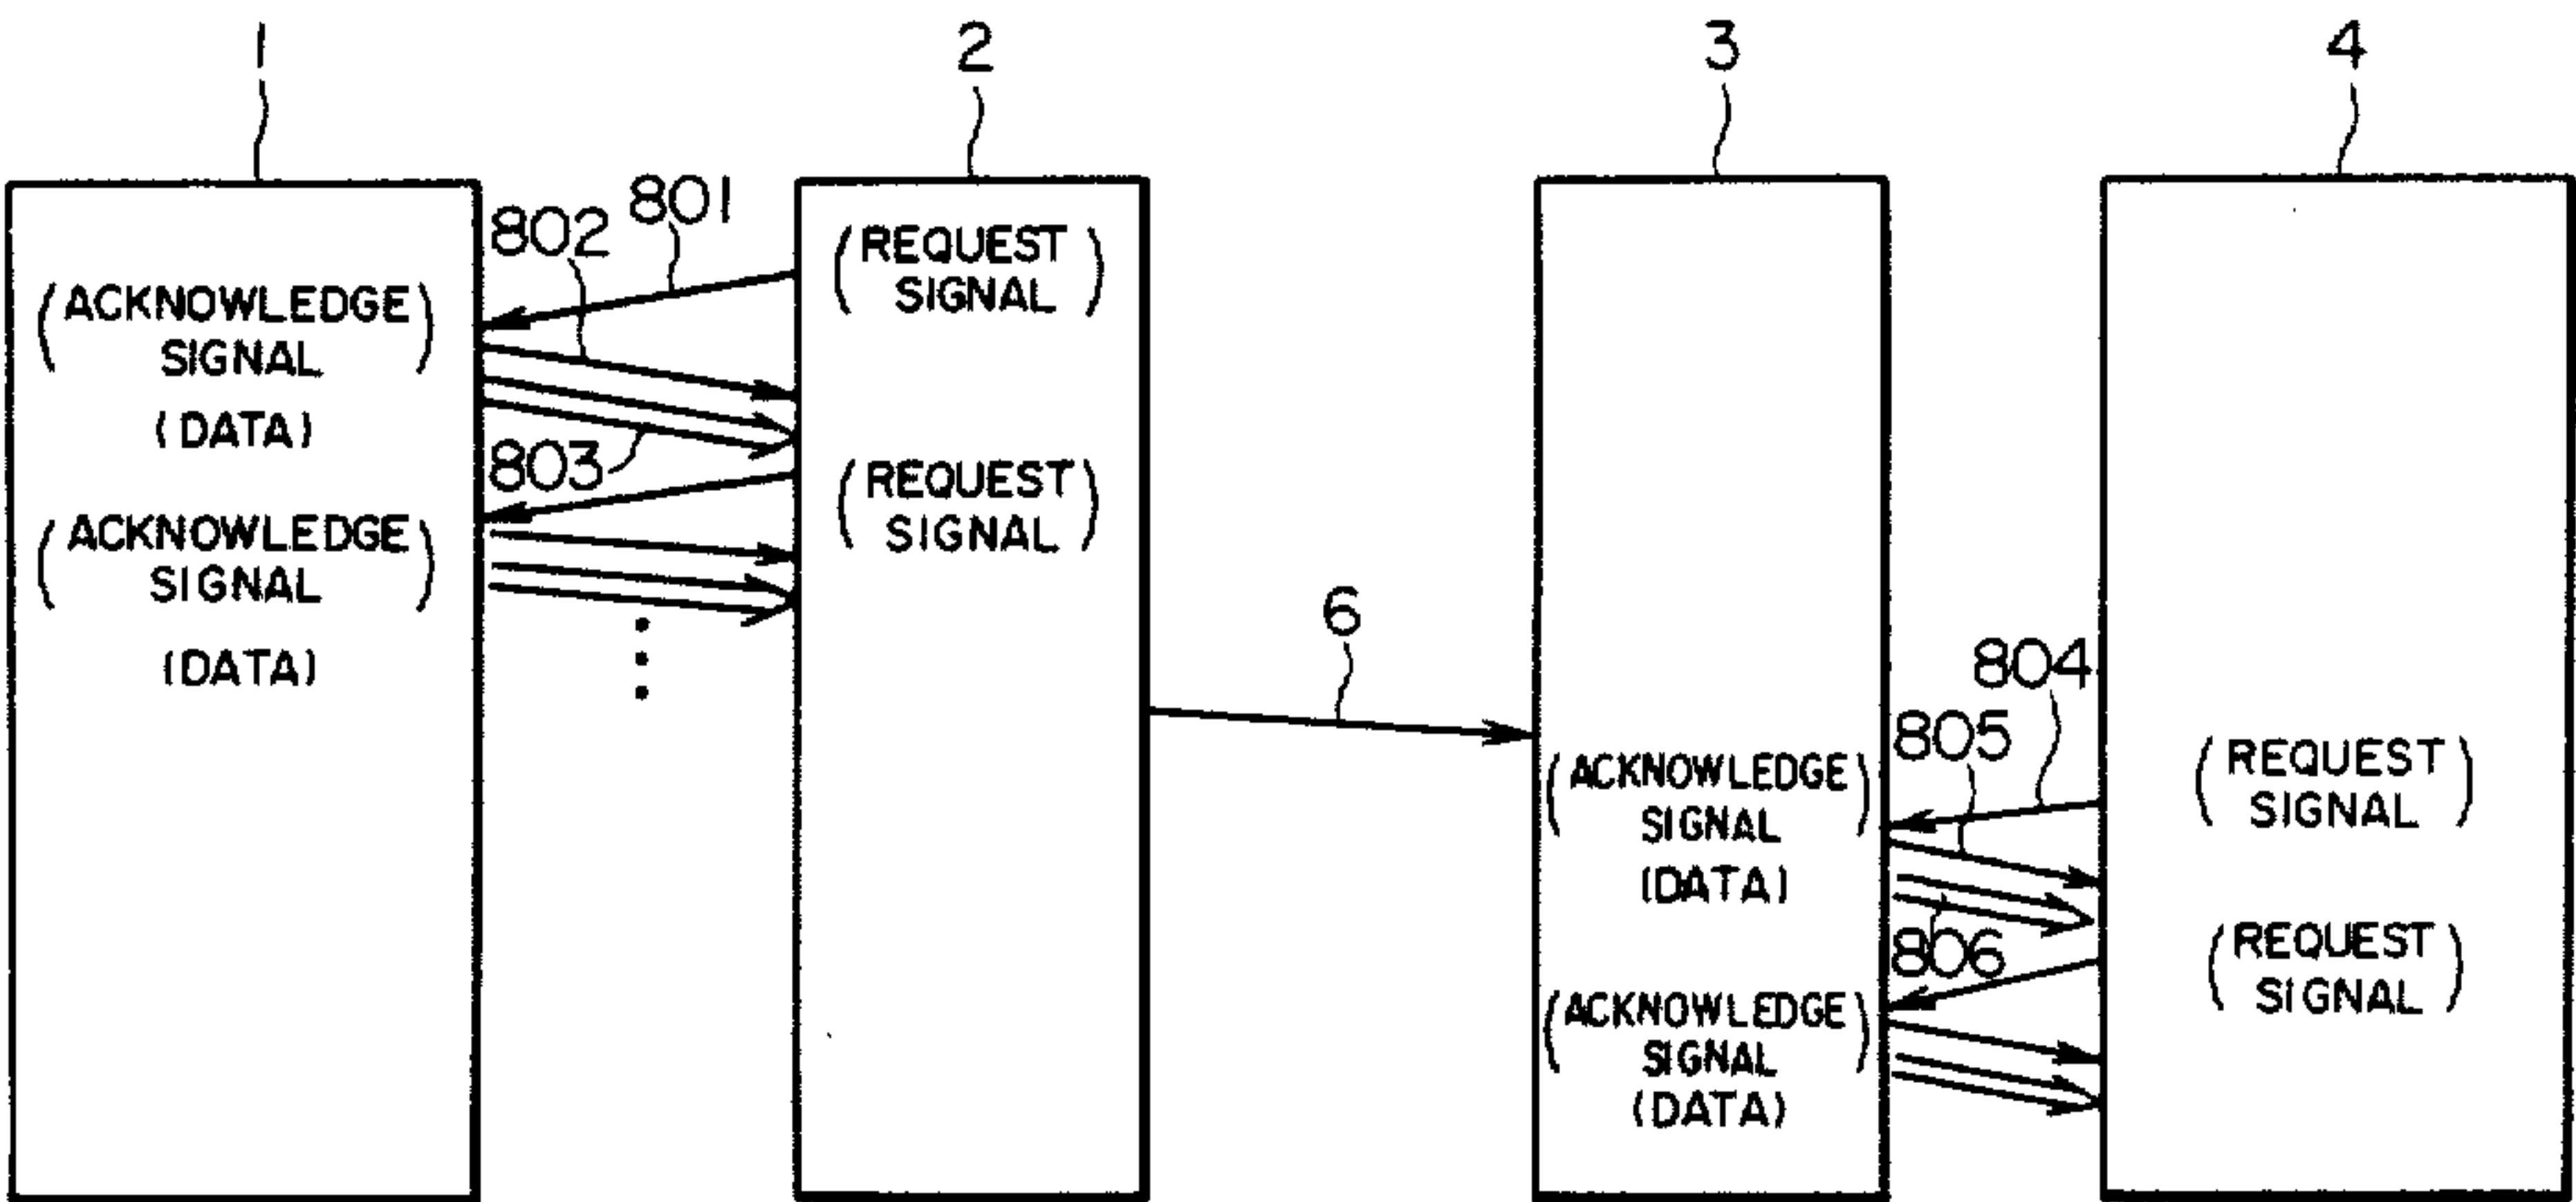 1
2
3
4
802
801
(REQUEST
SIGNAL)
(ACKNOWLEDGE
SIGNAL)
(DATA)
803
(REQUEST
SIGNAL)
(ACKNOWLEDGE
SIGNAL)
(DATA)
6
804
805
(REQUEST
SIGNAL)
(ACKNOWLEDGE
SIGNAL)
(DATA)
806
(REQUEST
SIGNAL)
(ACKNOWLEDGE
SIGNAL)
(DATA)